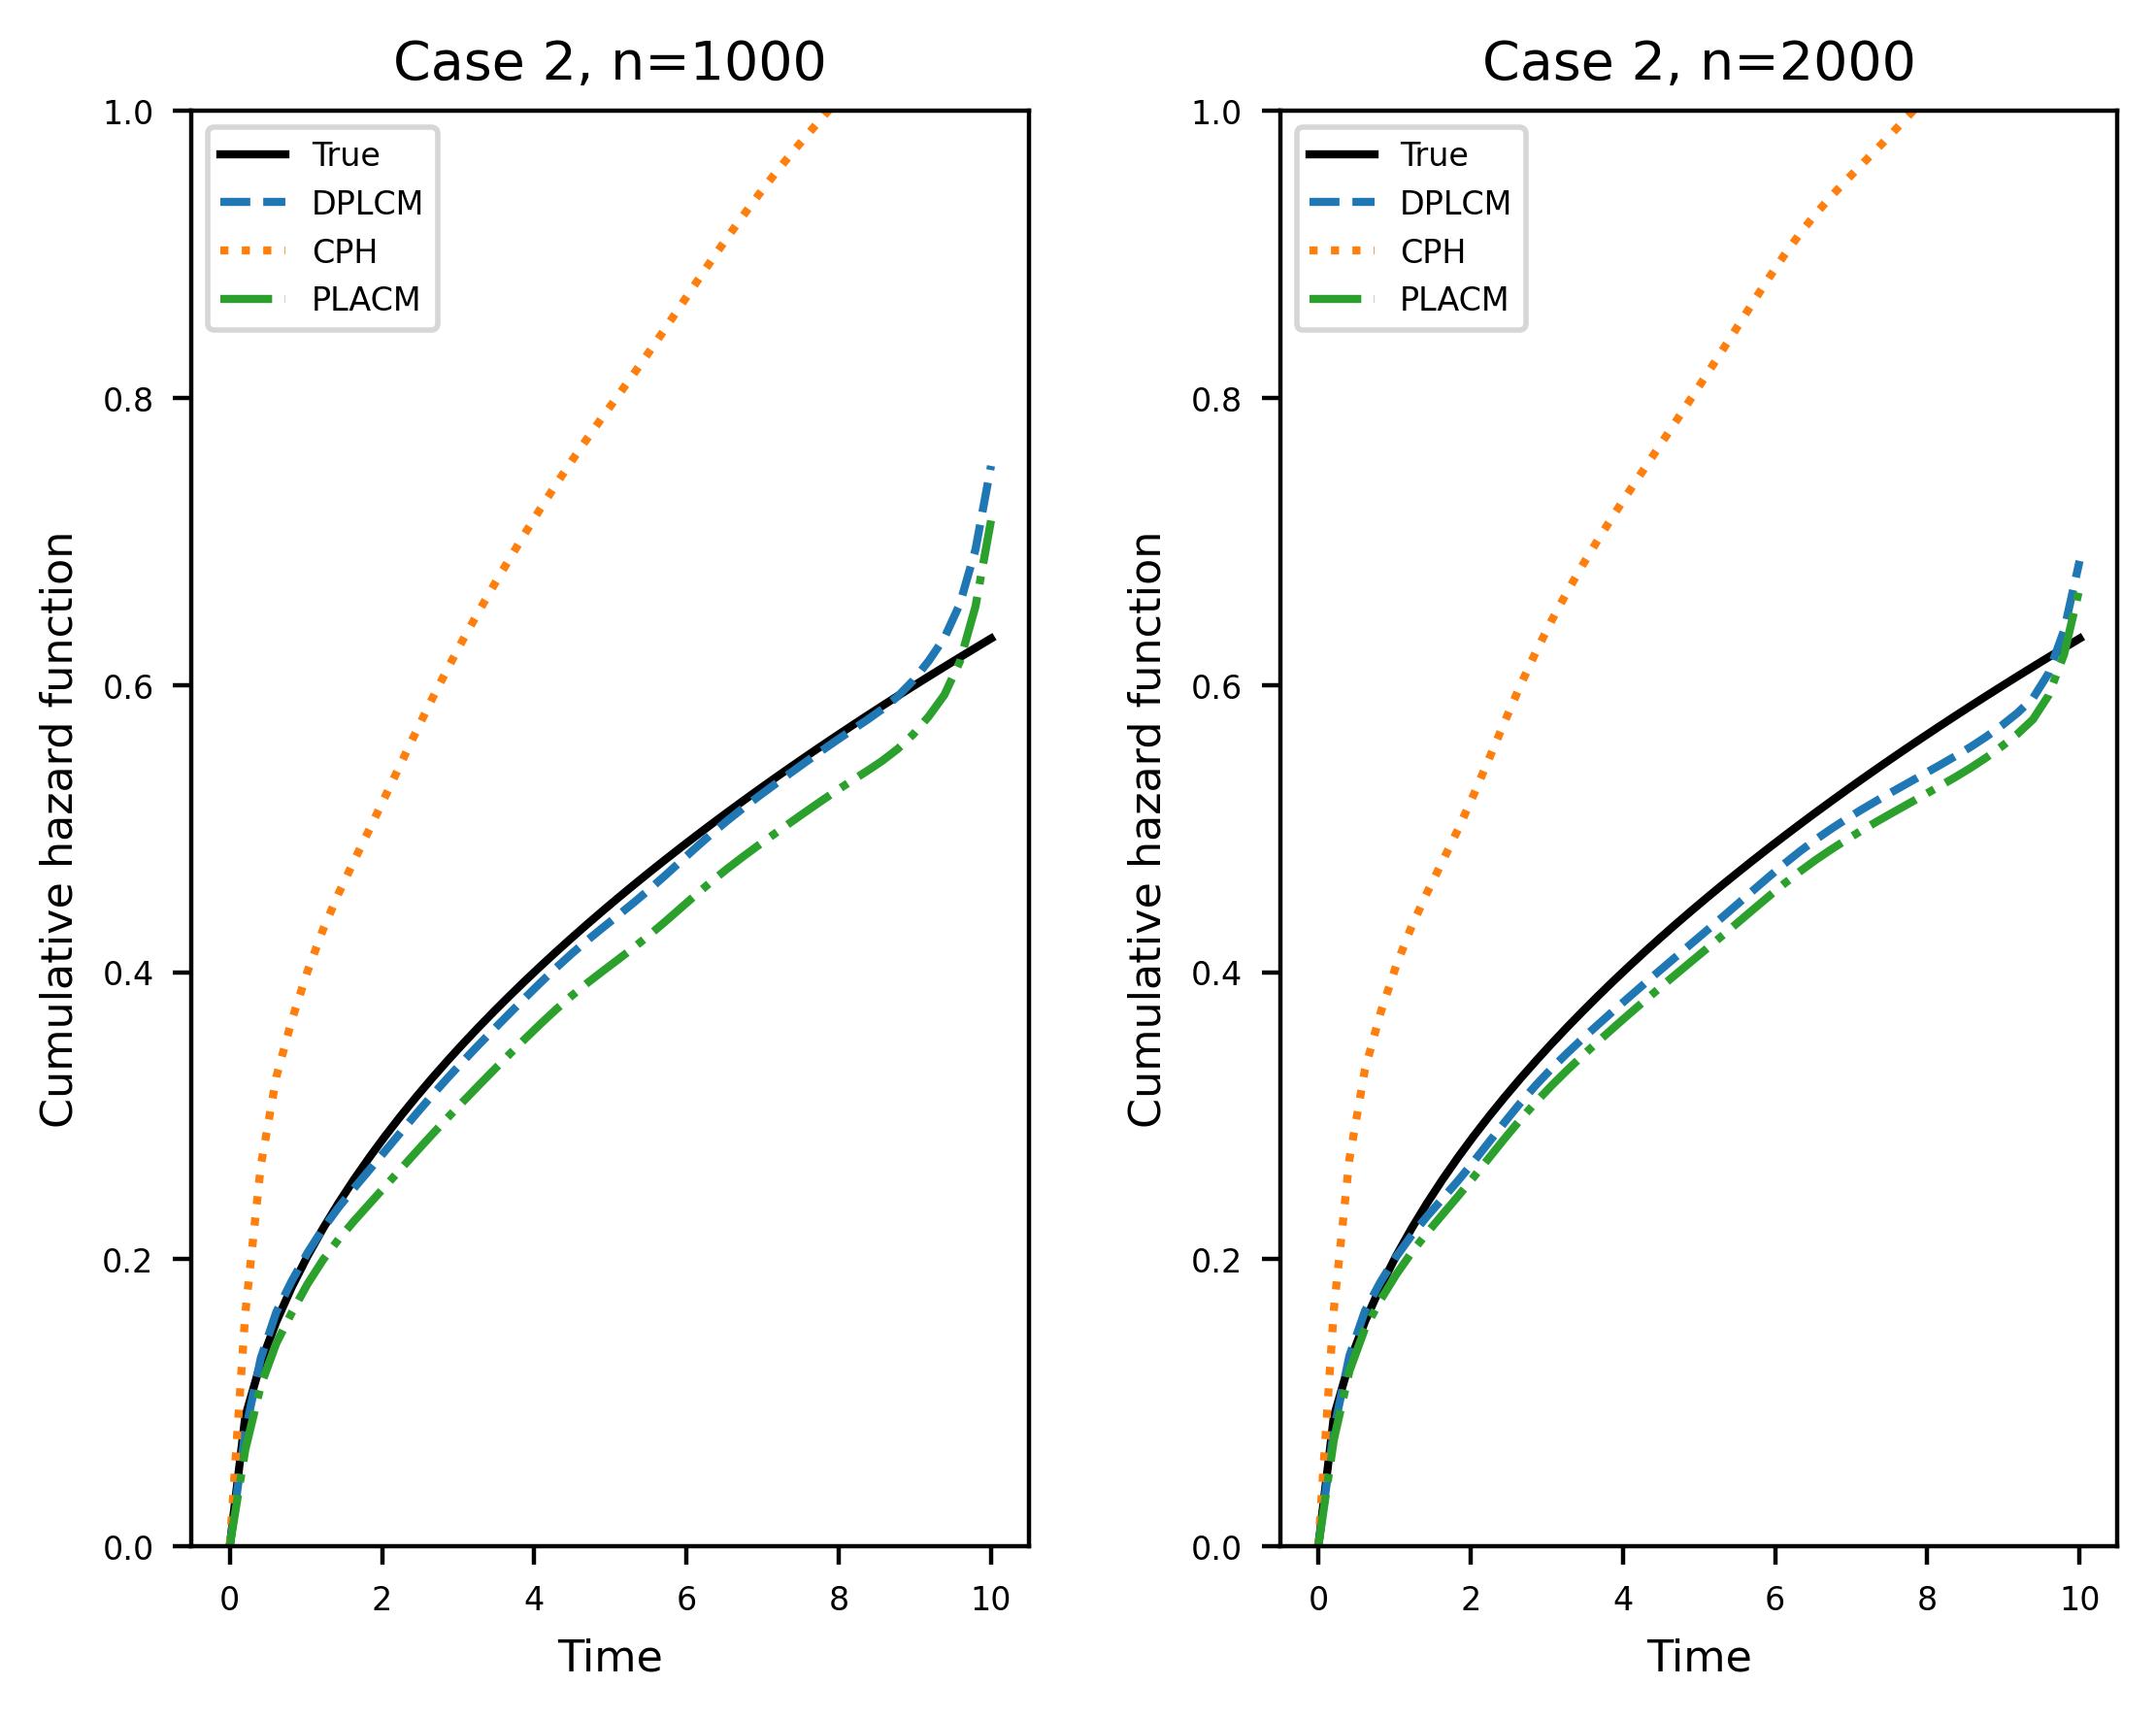 Case 2, n=1000
1.0
0.8
0.6
0.4
0.2
0.0
Cumulative hazard function
True
DPLCM
CPH
PLACM
0 2 4 6 8 10
Time
Case 2, n=2000
1.0
0.8
0.6
0.4
0.2
0.0
Cumulative hazard function
True
DPLCM
CPH
PLACM
0 2 4 6 8 10
Time